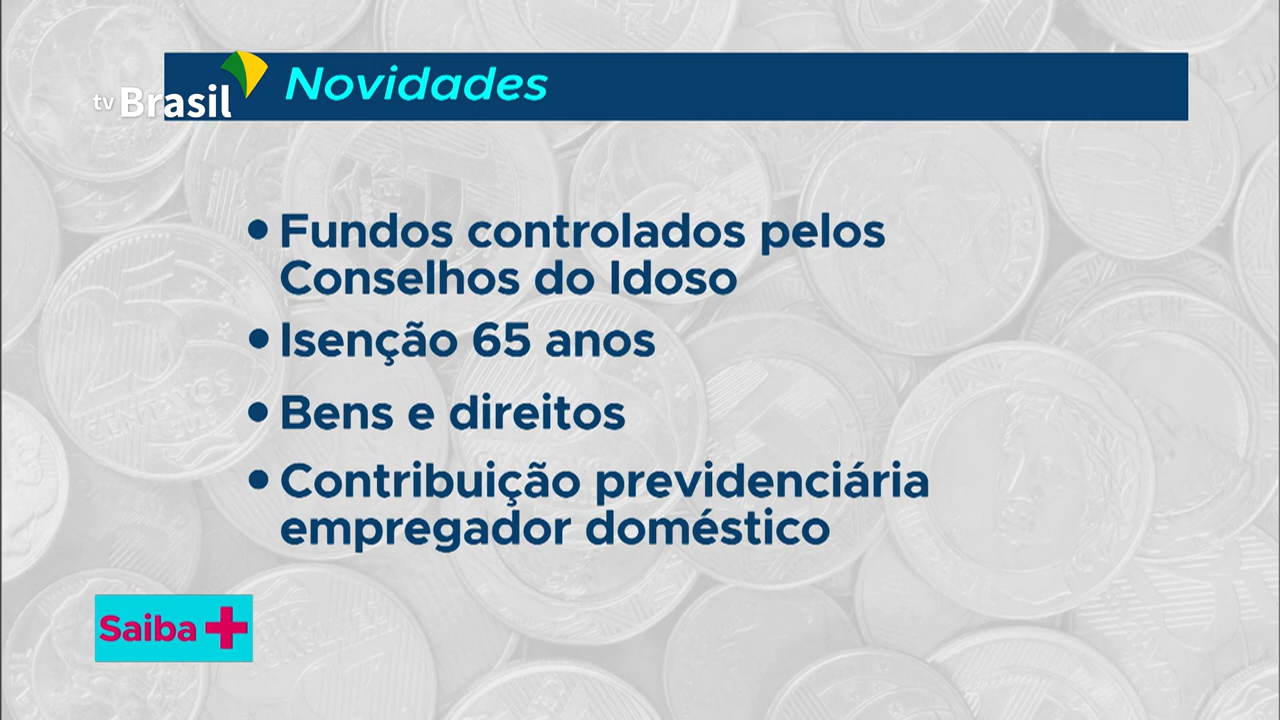 tv Brasil
Novidades
• Fundos controlados pelos
Conselhos do Idoso
• Isenção 65 anos
• Bens e direitos
• Contribuição previdenciária
empregador doméstico
Saiba +